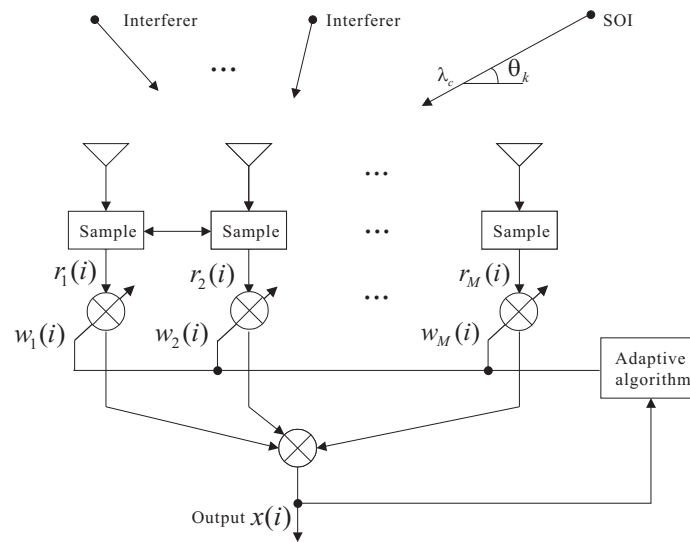 Interferer
Interferer
SOI
...
λc
θk
...
Sample
Sample
...
Sample
r1(i)
r2(i)
...
rM(i)
w1(i)
w2(i)
wM(i)
Adaptive
algorithm
Output x(i)